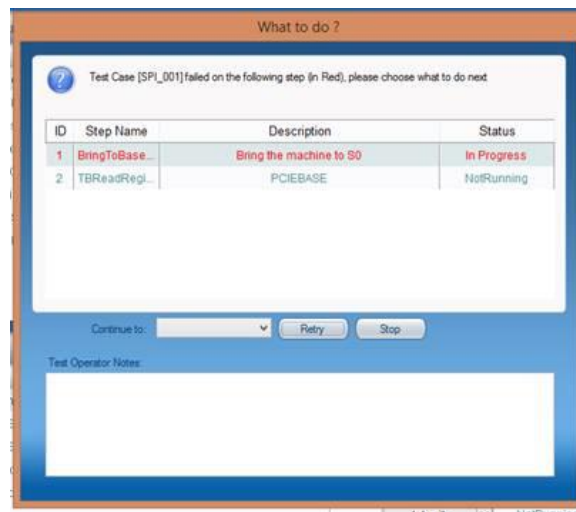 What to do ?
Test Case [SPI_001] failed on the following step (in Red), please choose what to do next
ID Step Name Description Status
1 BringToBase... Bring the machine to S0 In Progress
2 TBReadRegi... PCIEBASE NotRunning
Continue to: Retry Stop
Test Operator Notes: